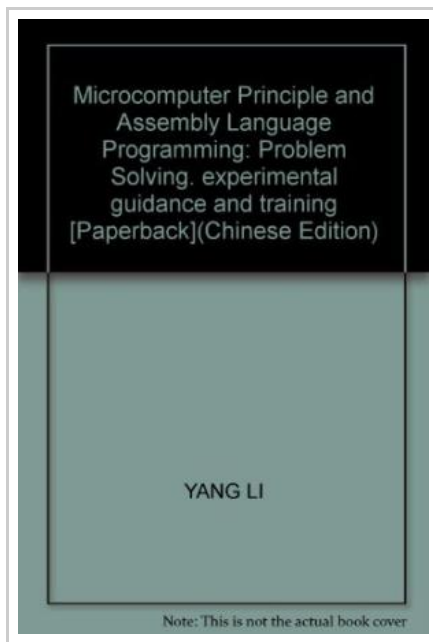 Microcomputer Principle and
Assembly Language
Programming: Problem
Solving. experimental
guidance and training
[Paperback](Chinese Edition)
YANG LI
Note: This is not the actual book cover